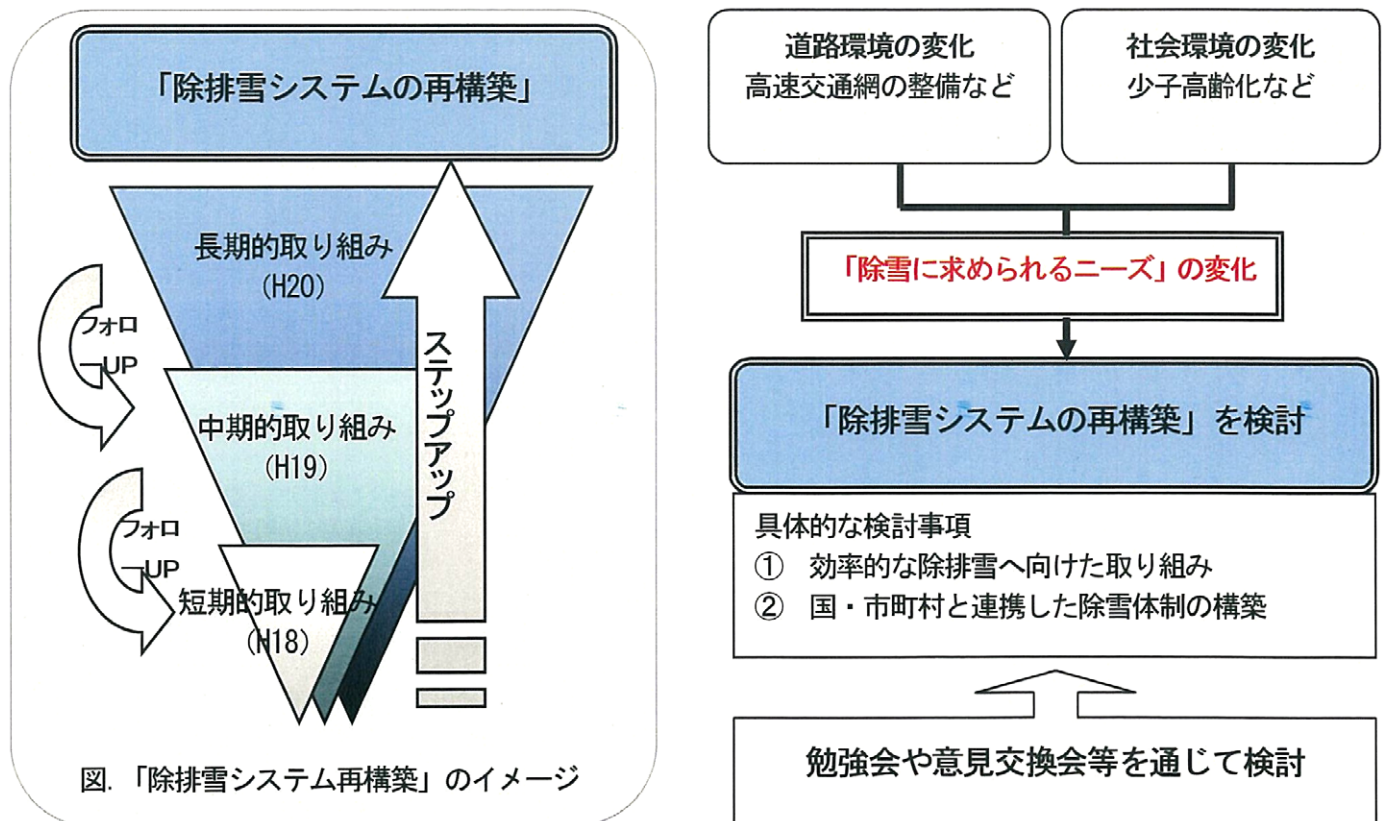 「除排雪システムの再構築」
長期的取り組み
(H20)
フォロ
ーUP
中期的取り組み
(H19)
フォロ
ーUP
短期的取り組み
(H18)
ステップアップ
図. 「除排雪システム再構築」のイメージ
道路環境の変化
高速交通網の整備など
社会環境の変化
少子高齢化など
「除雪に求められるニーズ」の変化
「除排雪システムの再構築」を検討
具体的な検討事項
① 効率的な除排雪へ向けた取り組み
② 国・市町村と連携した除雪体制の構築
勉強会や意見交換会等を通じて検討